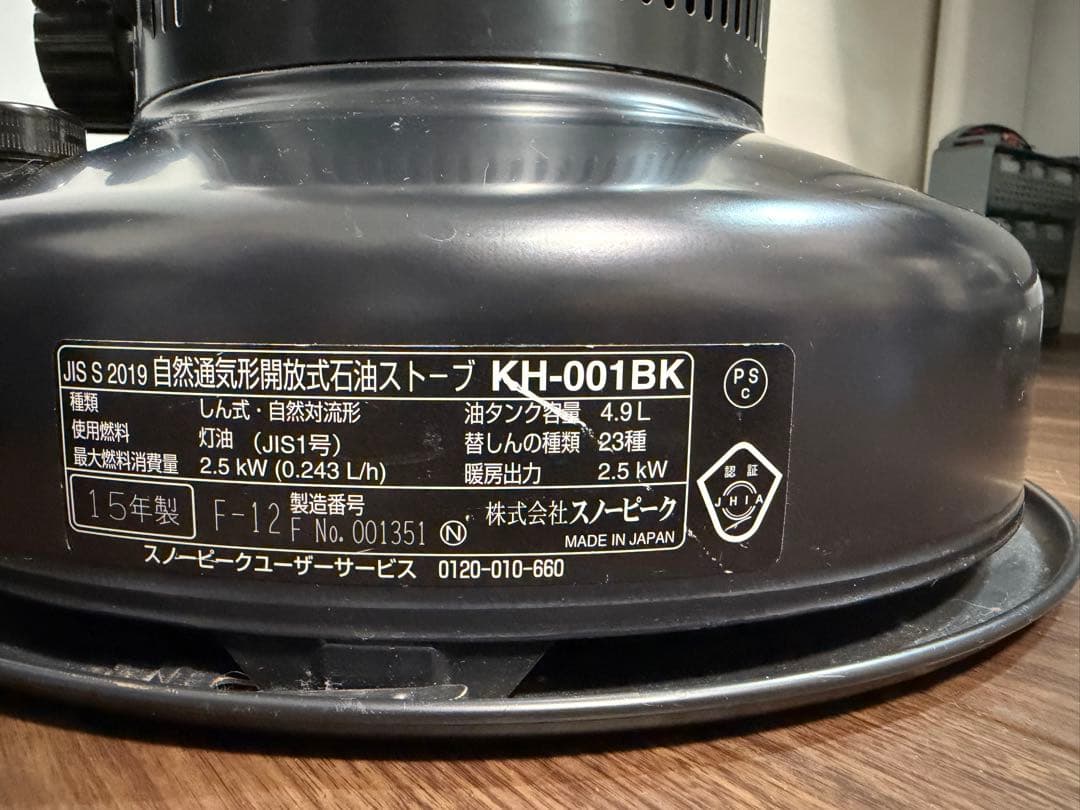 JIS S 2019 自然通気形開放式石油ストーブ KH-001BK
種類 しん式・自然対流形 油タンク容量 4.9L
使用燃料 灯油 (JIS1号) 替しんの種類 23種
最大燃料消費量 2.5 kW (0.243 L/h) 暖房出力 2.5 kW
15年製 F-12 製造番号
F No. 001351 N 株式会社スノーピーク
MADE IN JAPAN
スノーピークユーザーサービス 0120-010-660
PS
C
認証
JHIA